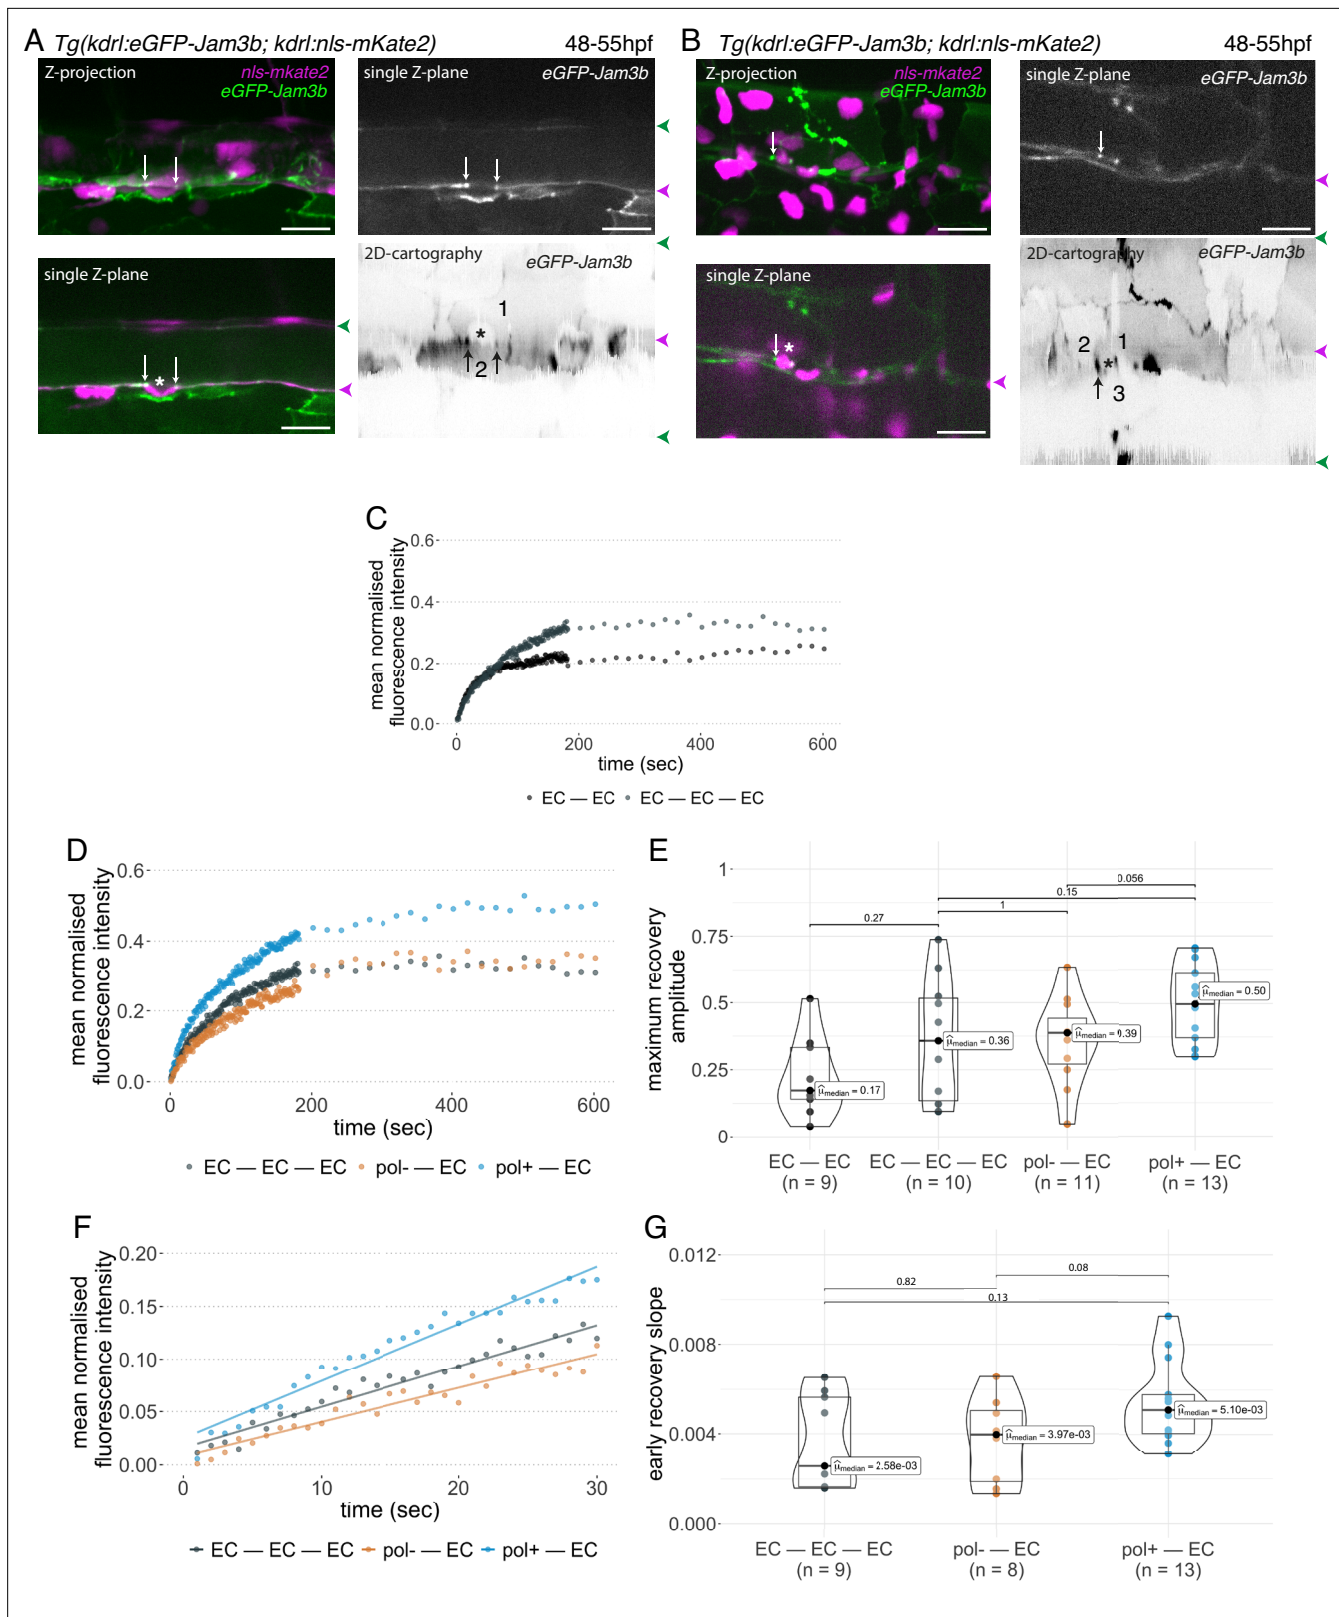 A Tg(kdrl:eGFP-Jam3b; kdrl:nls-mKate2) 48-55hpf
Z-projection nls-mkate2
eGFP-Jam3b
single Z-plane eGFP-Jam3b
single Z-plane
2D-cartography eGFP-Jam3b
1
*
2
*
B Tg(kdrl:eGFP-Jam3b; kdrl:nls-mKate2) 48-55hpf
Z-projection nls-mkate2
eGFP-Jam3b
single Z-plane eGFP-Jam3b
single Z-plane
*
2D-cartography eGFP-Jam3b
2 1
*
3
C
mean normalised
fluorescence intensity
0.6
0.4
0.2
0.0
0 200 400 600
time (sec)
EC — EC EC — EC — EC
D
mean normalised
fluorescence intensity
0.6
0.4
0.2
0.0
0 200 400 600
time (sec)
EC — EC — EC pol- — EC pol+ — EC
E
maximum recovery
amplitude
1
0.75
0.5
0.25
0
0.056
0.15
1
0.27
μ̂median = 0.17
μ̂median = 0.36
μ̂median = 0.39
μ̂median = 0.50
EC — EC EC — EC — EC pol- — EC pol+ — EC
(n = 9) (n = 10) (n = 11) (n = 13)
F
mean normalised
fluorescence intensity
0.20
0.15
0.10
0.05
0.00
0 10 20 30
time (sec)
EC — EC — EC pol- — EC pol+ — EC
G
early recovery slope
0.012
0.008
0.004
0.000
0.08
0.82
0.13
μ̂median = 2.58e-03
μ̂median = 3.97e-03
μ̂median = 5.10e-03
EC — EC — EC pol- — EC pol+ — EC
(n = 9) (n = 8) (n = 13)